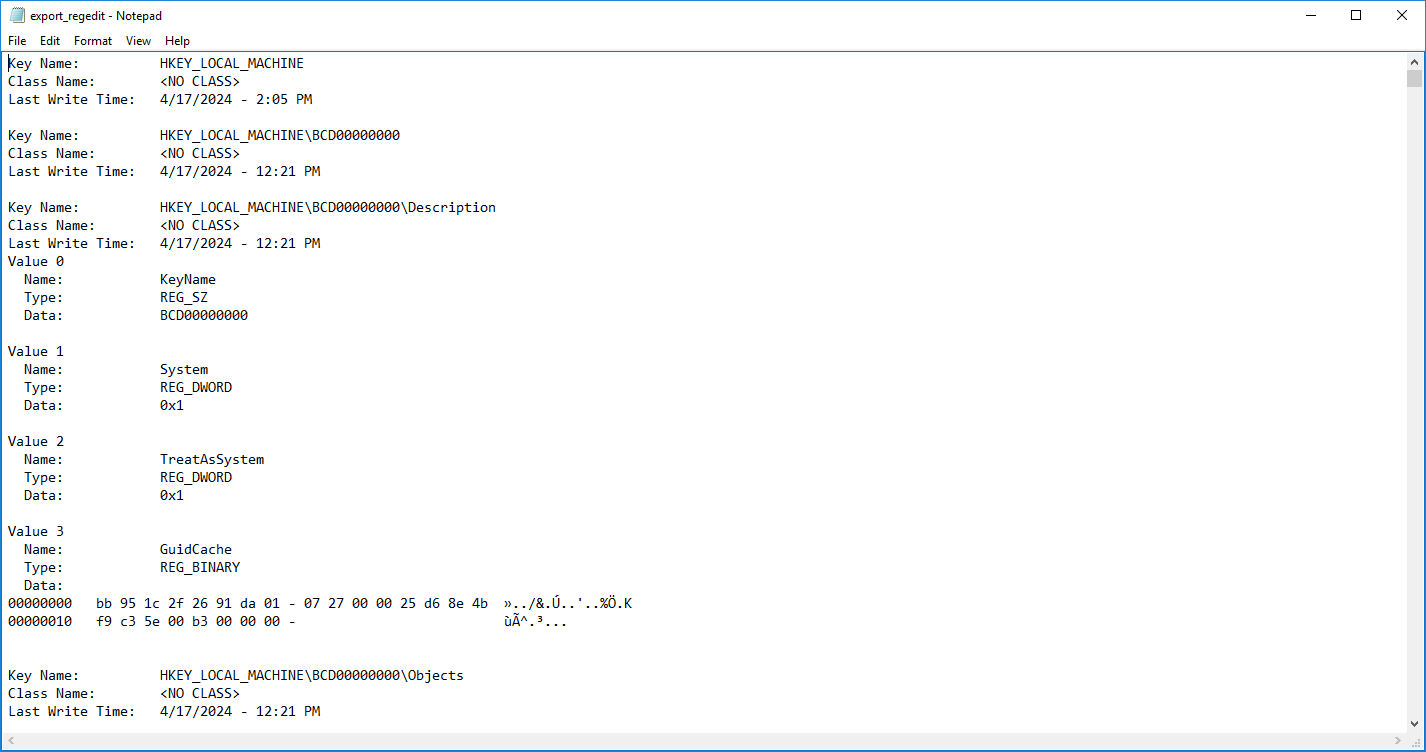 export_regedit - Notepad
File Edit Format View Help
Key Name:          HKEY_LOCAL_MACHINE
Class Name:        <NO CLASS>
Last Write Time:   4/17/2024 - 2:05 PM

Key Name:          HKEY_LOCAL_MACHINE\BCD00000000
Class Name:        <NO CLASS>
Last Write Time:   4/17/2024 - 12:21 PM

Key Name:          HKEY_LOCAL_MACHINE\BCD00000000\Description
Class Name:        <NO CLASS>
Last Write Time:   4/17/2024 - 12:21 PM
Value 0
  Name:            KeyName
  Type:            REG_SZ
  Data:            BCD00000000

Value 1
  Name:            System
  Type:            REG_DWORD
  Data:            0x1

Value 2
  Name:            TreatAsSystem
  Type:            REG_DWORD
  Data:            0x1

Value 3
  Name:            GuidCache
  Type:            REG_BINARY
  Data:
00000000   bb 95 1c 2f 26 91 da 01 - 07 27 00 00 25 d6 8e 4b  »../&.Ú..'..%Ö.K
00000010   f9 c3 5e 00 b3 00 00 00 -                          ùÃ^.³...


Key Name:          HKEY_LOCAL_MACHINE\BCD00000000\Objects
Class Name:        <NO CLASS>
Last Write Time:   4/17/2024 - 12:21 PM